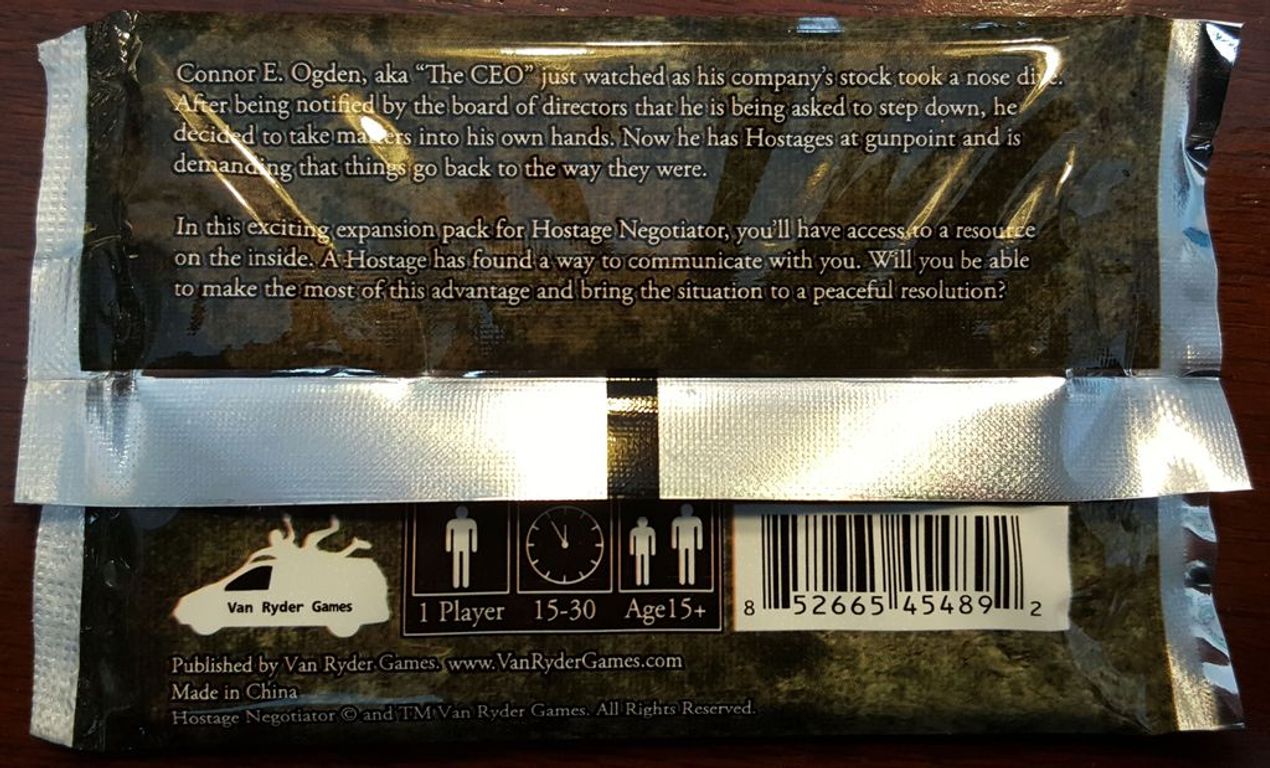 Connor E. Ogden, aka “The CEO” just watched as his company’s stock took a nose dive.
After being notified by the board of directors that he is being asked to step down, he
decided to take matters into his own hands. Now he has Hostages at gunpoint and is
demanding that things go back to the way they were.
In this exciting expansion pack for Hostage Negotiator, you’ll have access to a resource
on the inside. A Hostage has found a way to communicate with you. Will you be able
to make the most of this advantage and bring the situation to a peaceful resolution?
Van Ryder Games
1 Player 15-30 Age15+
8 52665 45489 2
Published by Van Ryder Games. www.VanRyderGames.com
Made in China
Hostage Negotiator © and TM Van Ryder Games. All Rights Reserved.